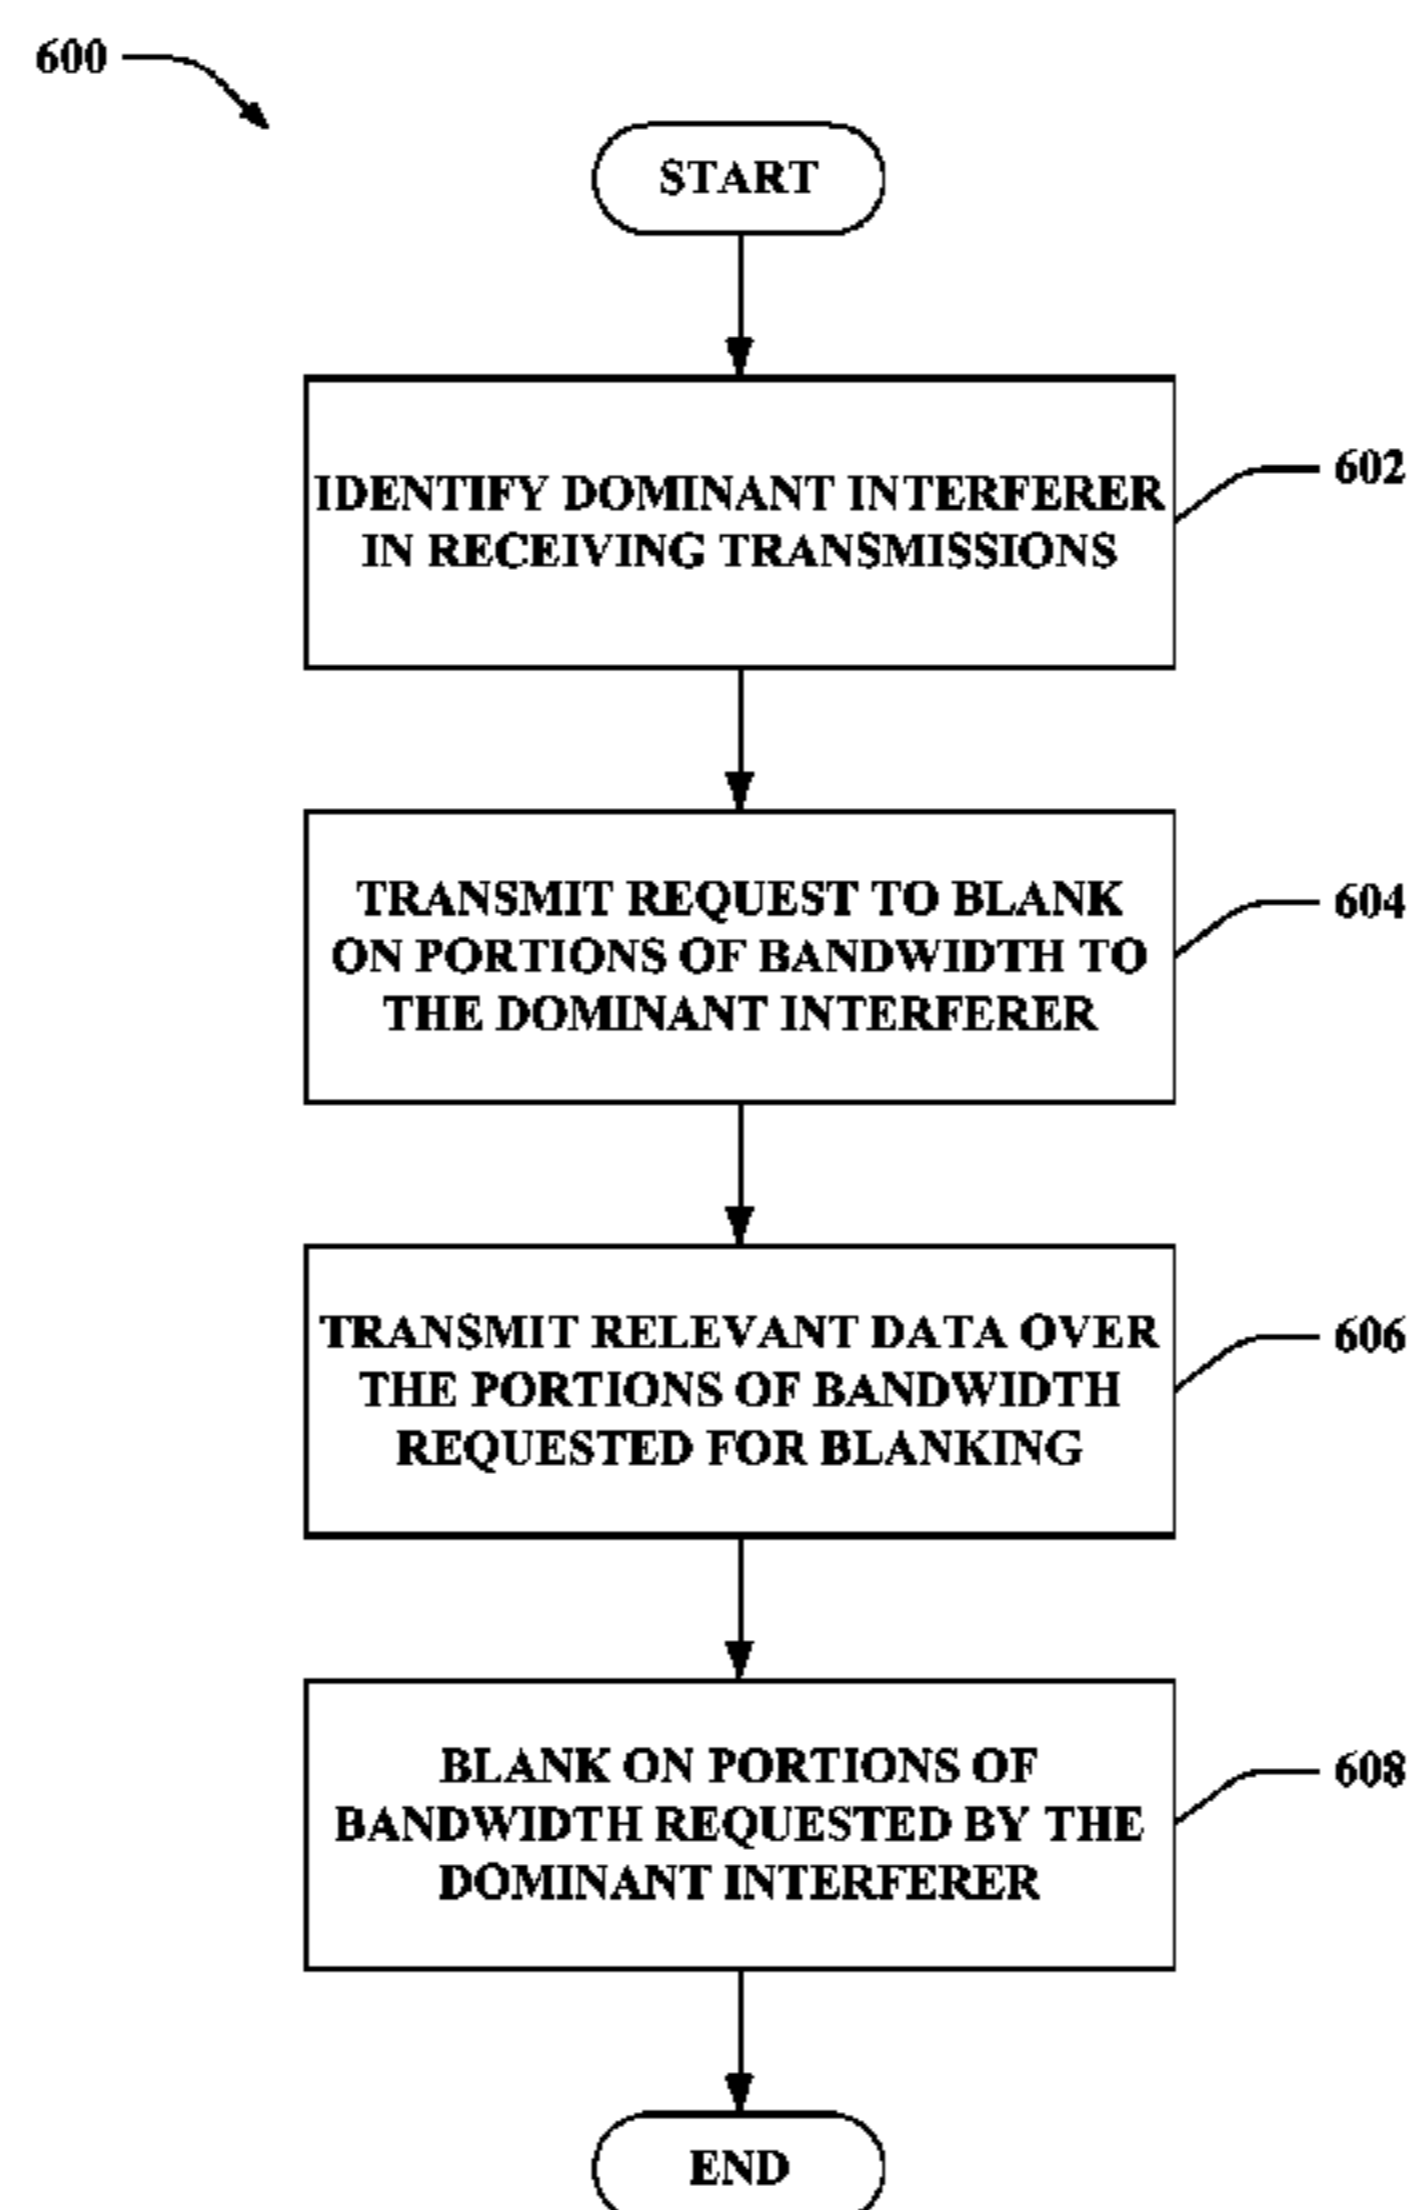 600
START
IDENTIFY DOMINANT INTERFERER
IN RECEIVING TRANSMISSIONS
602
TRANSMIT REQUEST TO BLANK
ON PORTIONS OF BANDWIDTH TO
THE DOMINANT INTERFERER
604
TRANSMIT RELEVANT DATA OVER
THE PORTIONS OF BANDWIDTH
REQUESTED FOR BLANKING
606
BLANK ON PORTIONS OF
BANDWIDTH REQUESTED BY THE
DOMINANT INTERFERER
608
END